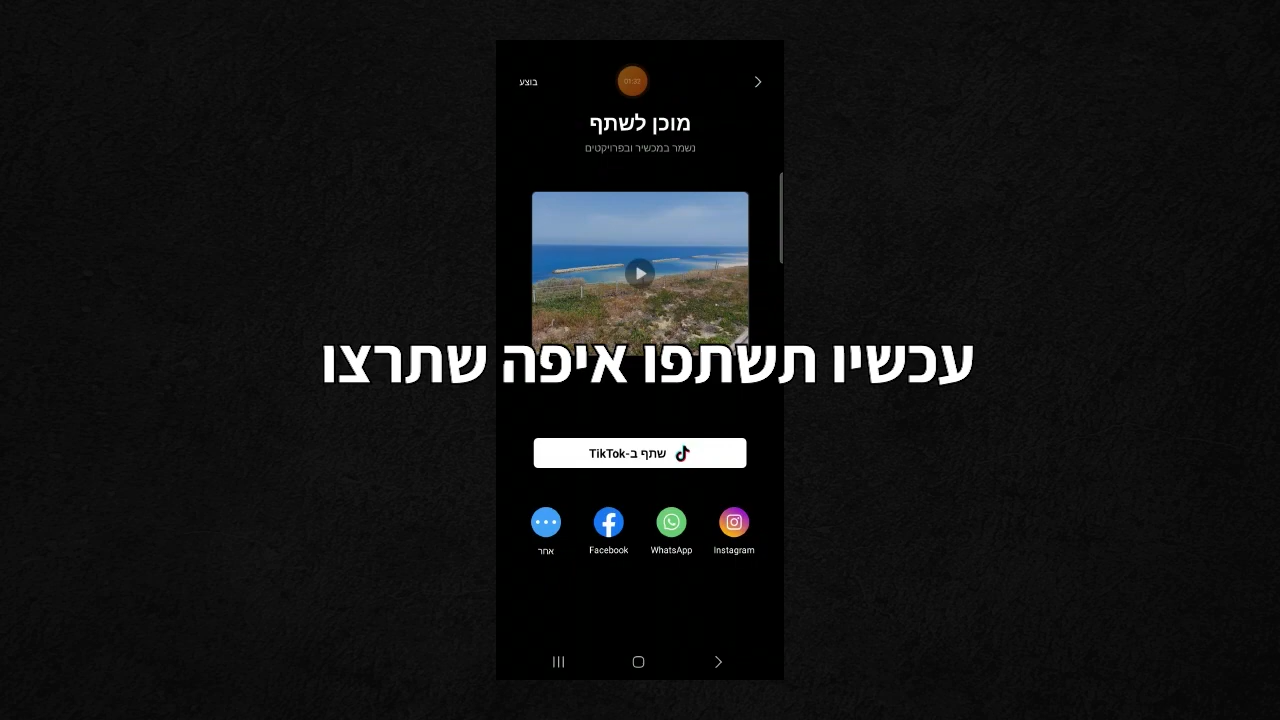 בוצע
מוכן לשתף
נשמר במכשיר ובפרויקטים
עכשיו תשתפו איפה שתרצו
שתף ב-TikTok
Instagram
WhatsApp
Facebook
אחר